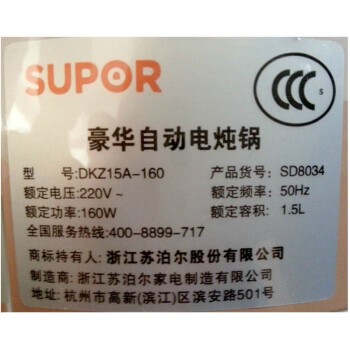 SUPOR
CCC S
豪华自动电炖锅
型 号:DKZ15A-160 产品货号: SD8034
额定电压:220V~ 额定频率: 50Hz
额定功率:160W 额定容积: 1.5L
全国服务热线:400-8899-717
商标持有人: 浙江苏泊尔股份有限公司
制造商: 浙江苏泊尔家电制造有限公司
地址: 杭州市高新(滨江)区滨安路501号